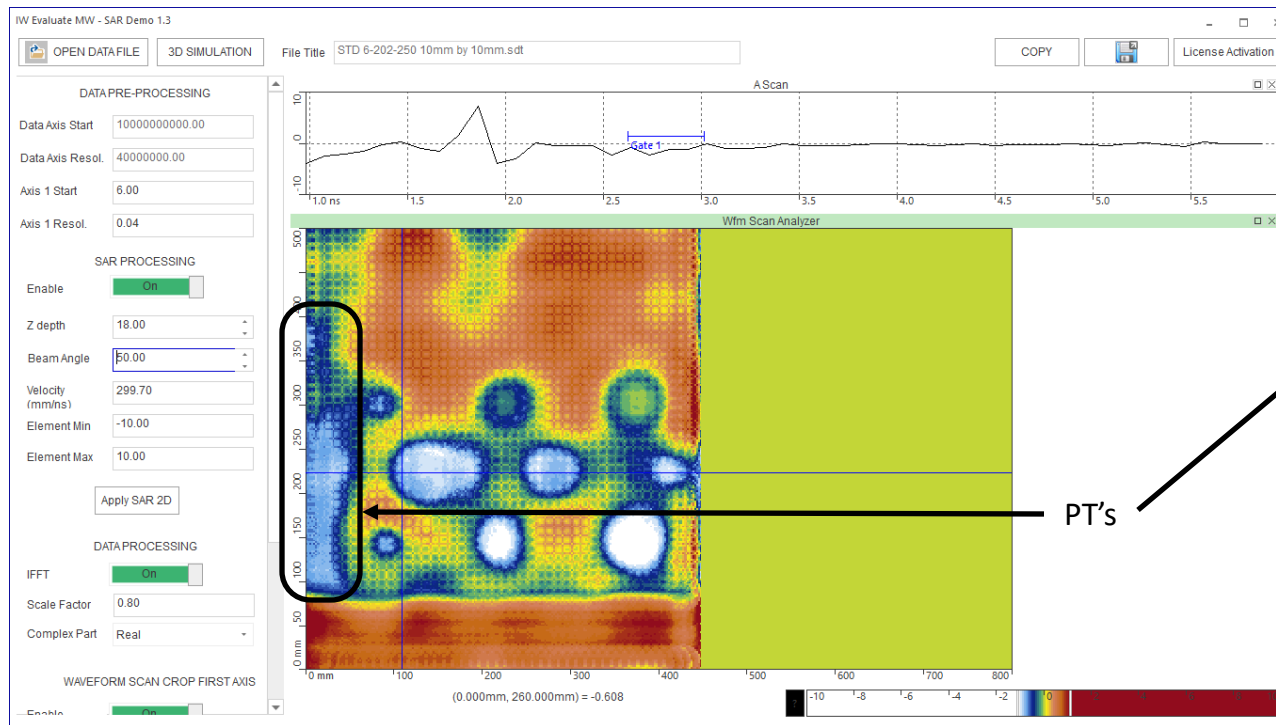 IW Evaluate MW - SAR Demo 1.3
OPEN DATA FILE
3D SIMULATION
File Title
STD 6-202-250 10mm by 10mm.sdt
COPY
License Activation
DATA PRE-PROCESSING
Data Axis Start 10000000000.00
Data Axis Resol. 40000000.00
Axis 1 Start 6.00
Axis 1 Resol. 0.04
SAR PROCESSING
Enable On
Z depth 18.00
Beam Angle 60.00
Velocity (mm/ns) 299.70
Element Min -10.00
Element Max 10.00
Apply SAR 2D
DATA PROCESSING
IFFT On
Scale Factor 0.80
Complex Part Real
WAVEFORM SCAN CROP FIRST AXIS
Enable On
A Scan
10
0
-10
Gate 1
1.0 ns 1.5 2.0 2.5 3.0 3.5 4.0 4.5 5.0 5.5
Wfm Scan Analyzer
500
400
350
300
250
200
150
100
50
0 mm
0 mm 100 200 300 400 500 600 700 800
(0.000mm, 260.000mm) = -0.608
? -10 -8 -6 -4 -2 0
PT's